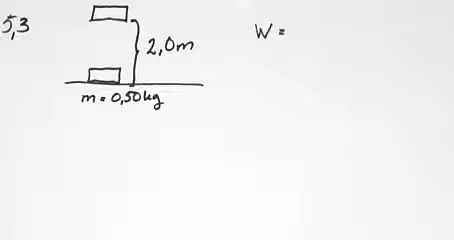 5,3
2,0m
W =
m = 0,50kg